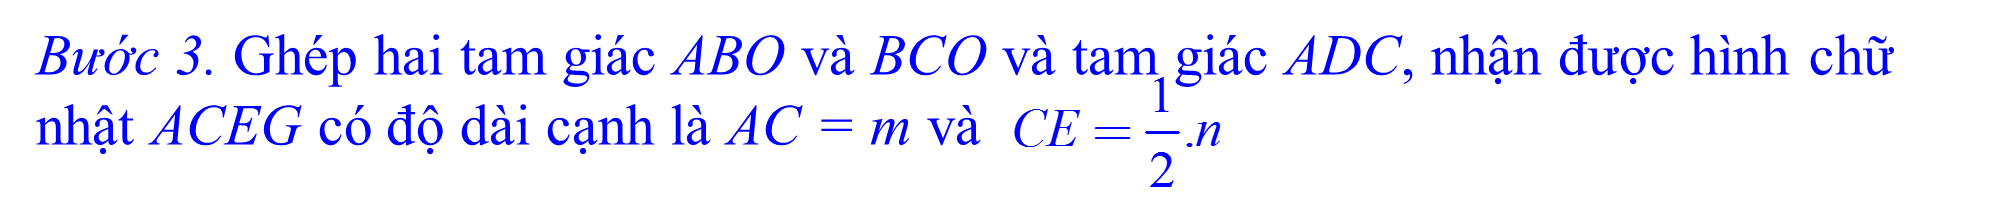 Bước 3. Ghép hai tam giác ABO và BCO và tam giác ADC, nhận được hình chữ
nhật ACEG có độ dài cạnh là AC = m và CE = \frac{1}{2}.n